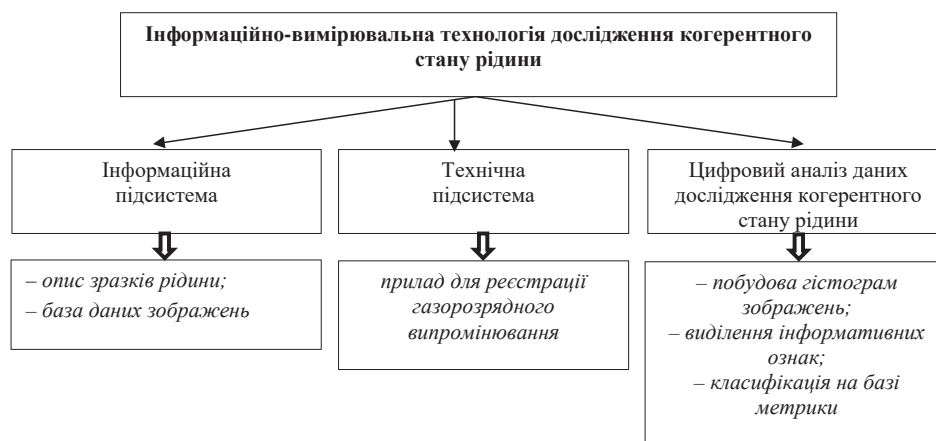 Інформаційно-вимірювальна технологія дослідження когерентного
стану рідини
Інформаційна
підсистема
Технічна
підсистема
Цифровий аналіз даних
дослідження когерентного
стану рідини
– опис зразків рідини;
– база даних зображень
прилад для реєстрації
газорозрядного
випромінювання
– побудова гістограм
зображень;
– виділення інформативних
ознак;
– класифікація на базі
метрики